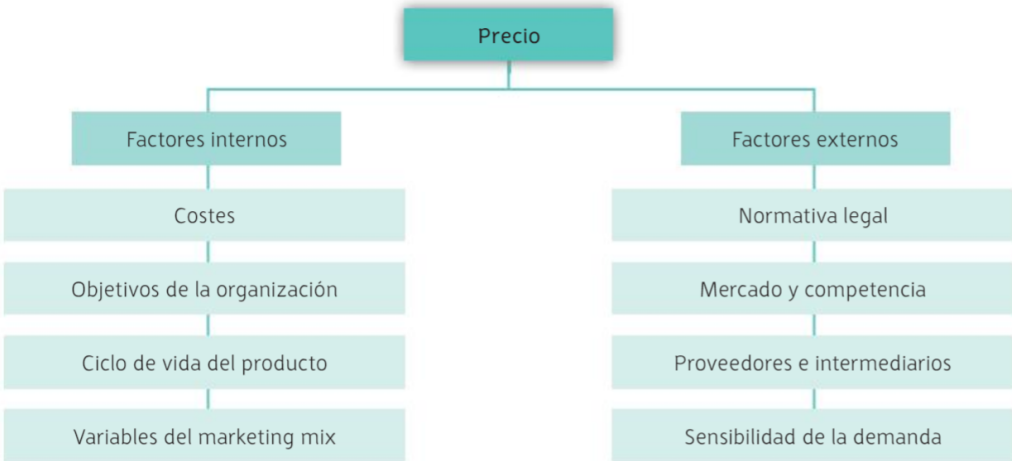 Precio
Factores internos
Costes
Objetivos de la organización
Ciclo de vida del producto
Variables del marketing mix
Factores externos
Normativa legal
Mercado y competencia
Proveedores e intermediarios
Sensibilidad de la demanda